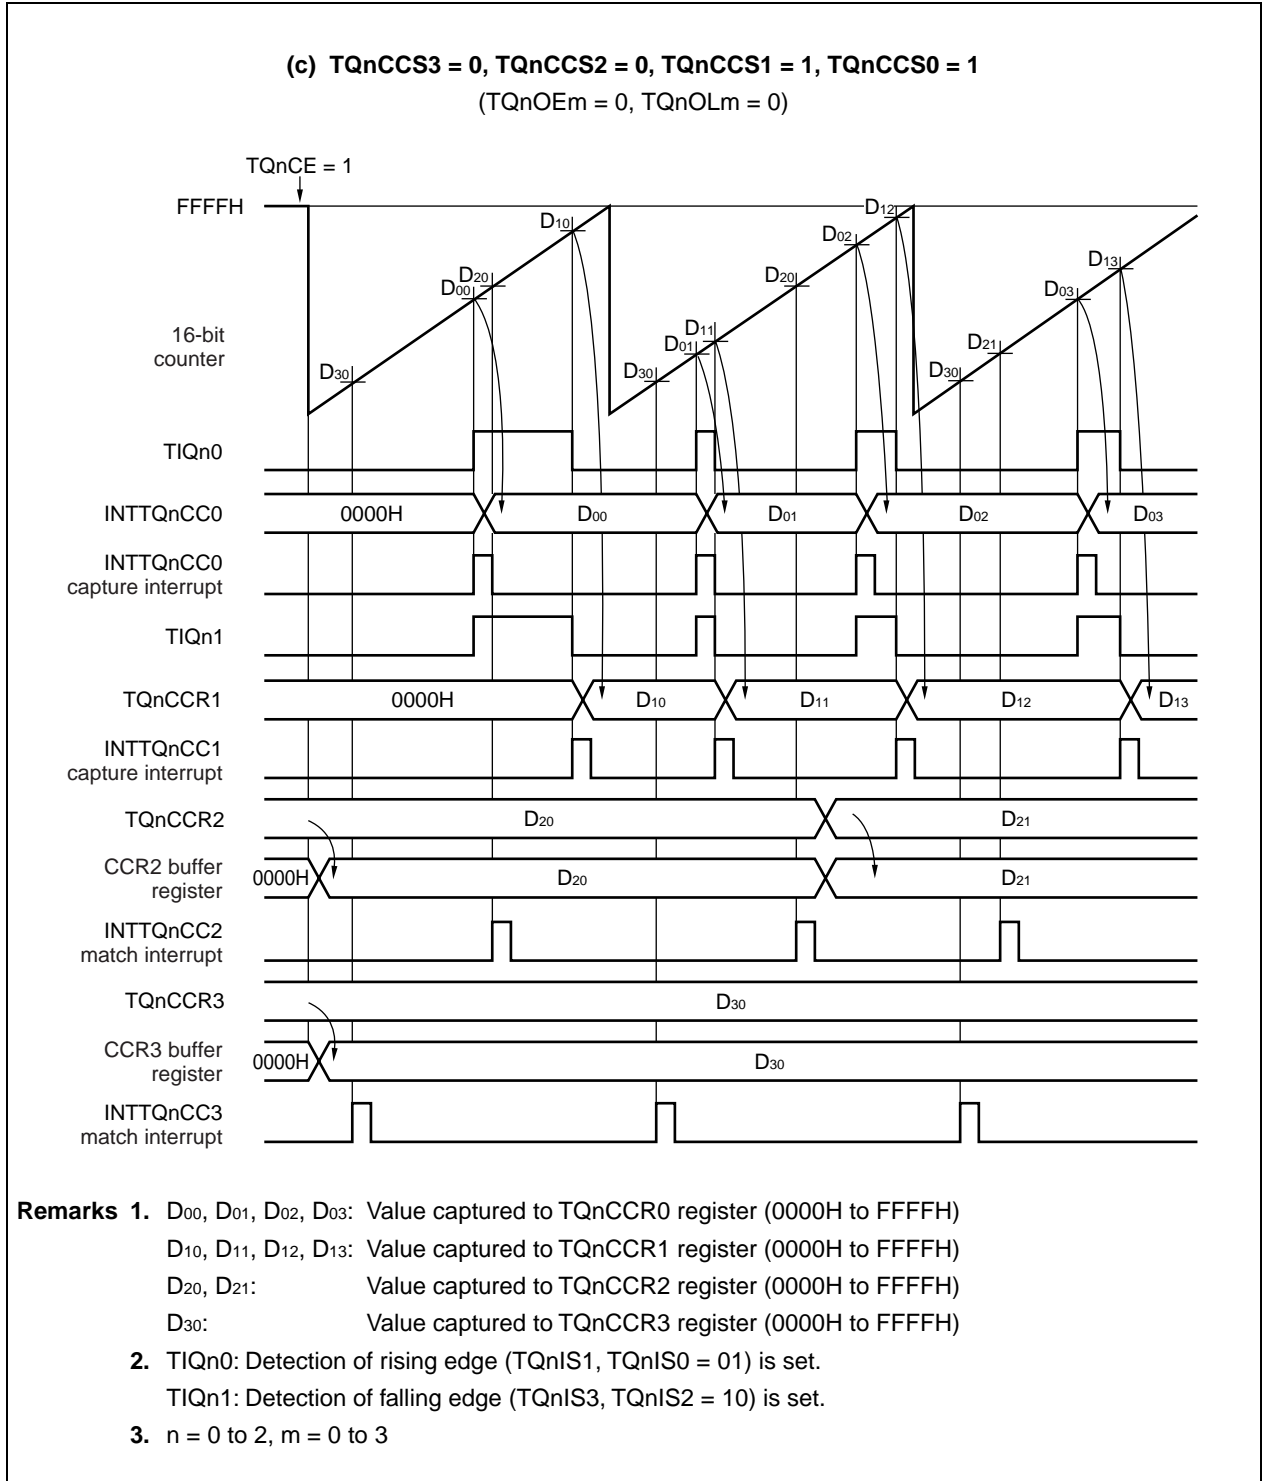 (c) TQnCCS3 = 0, TQnCCS2 = 0, TQnCCS1 = 1, TQnCCS0 = 1
(TQnOEm = 0, TQnOLm = 0)
TQnCE = 1
FFFFH
16-bit
counter
D30
D00
D20
D10
D30
D01
D11
D20
D02
D12
D30
D21
D03
D13
TIQn0
INTTQnCC0
0000H
D00
D01
D02
D03
INTTQnCC0
capture interrupt
TIQn1
TQnCCR1
0000H
D10
D11
D12
D13
INTTQnCC1
capture interrupt
TQnCCR2
D20
D21
CCR2 buffer
register
0000H
D20
D21
INTTQnCC2
match interrupt
TQnCCR3
D30
CCR3 buffer
register
0000H
D30
INTTQnCC3
match interrupt
Remarks 1. D00, D01, D02, D03: Value captured to TQnCCR0 register (0000H to FFFFH)
D10, D11, D12, D13: Value captured to TQnCCR1 register (0000H to FFFFH)
D20, D21: Value captured to TQnCCR2 register (0000H to FFFFH)
D30: Value captured to TQnCCR3 register (0000H to FFFFH)
2. TIQn0: Detection of rising edge (TQnIS1, TQnIS0 = 01) is set.
TIQn1: Detection of falling edge (TQnIS3, TQnIS2 = 10) is set.
3. n = 0 to 2, m = 0 to 3